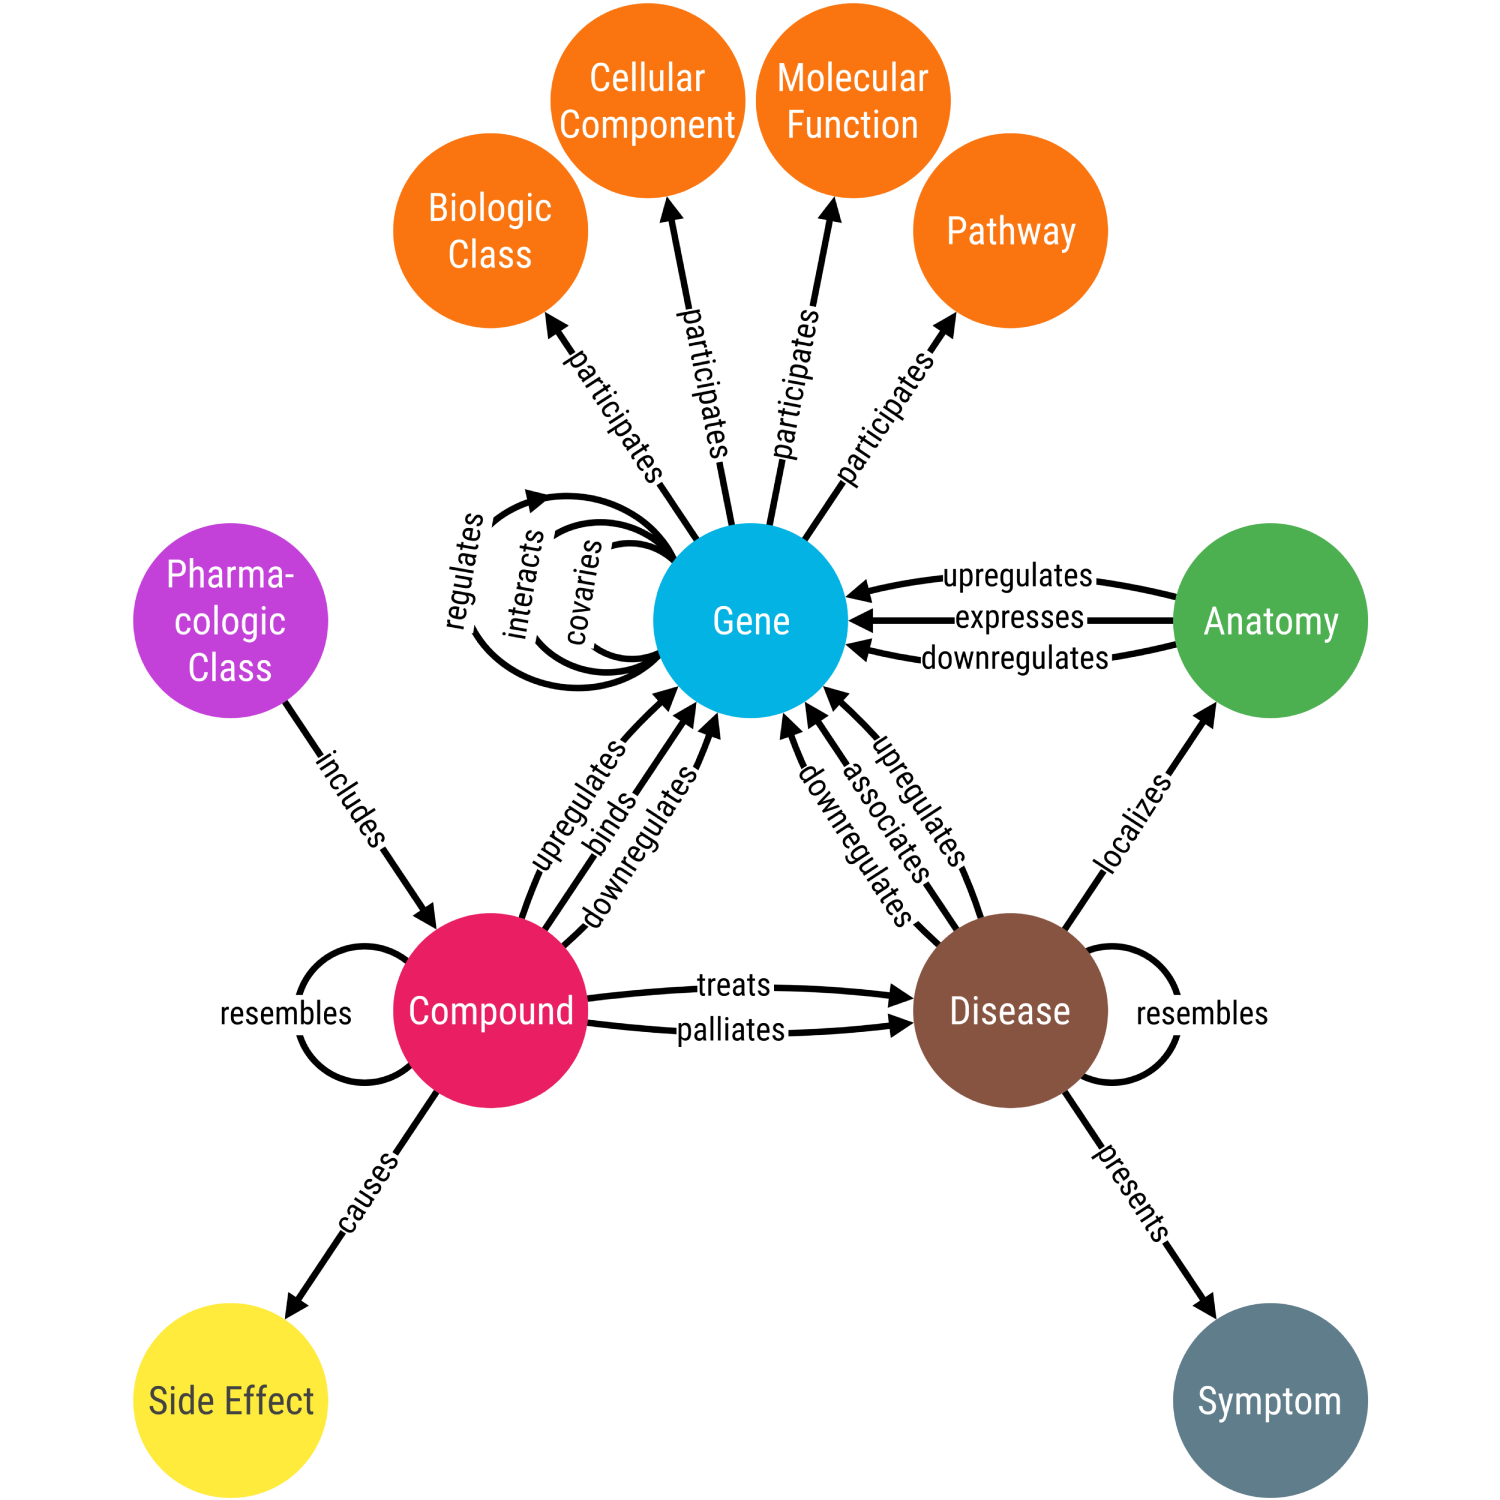 Cellular
Component
Molecular
Function
Biologic
Class
Pathway
participates
participates
participates
participates
regulates
interacts
covaries
Pharma-
cologic
Class
Gene
upregulates
expresses
downregulates
Anatomy
includes
upregulates
binds
downregulates
downregulates
associates
upregulates
localizes
resembles
Compound
treats
palliates
Disease
resembles
causes
presents
Side Effect
Symptom